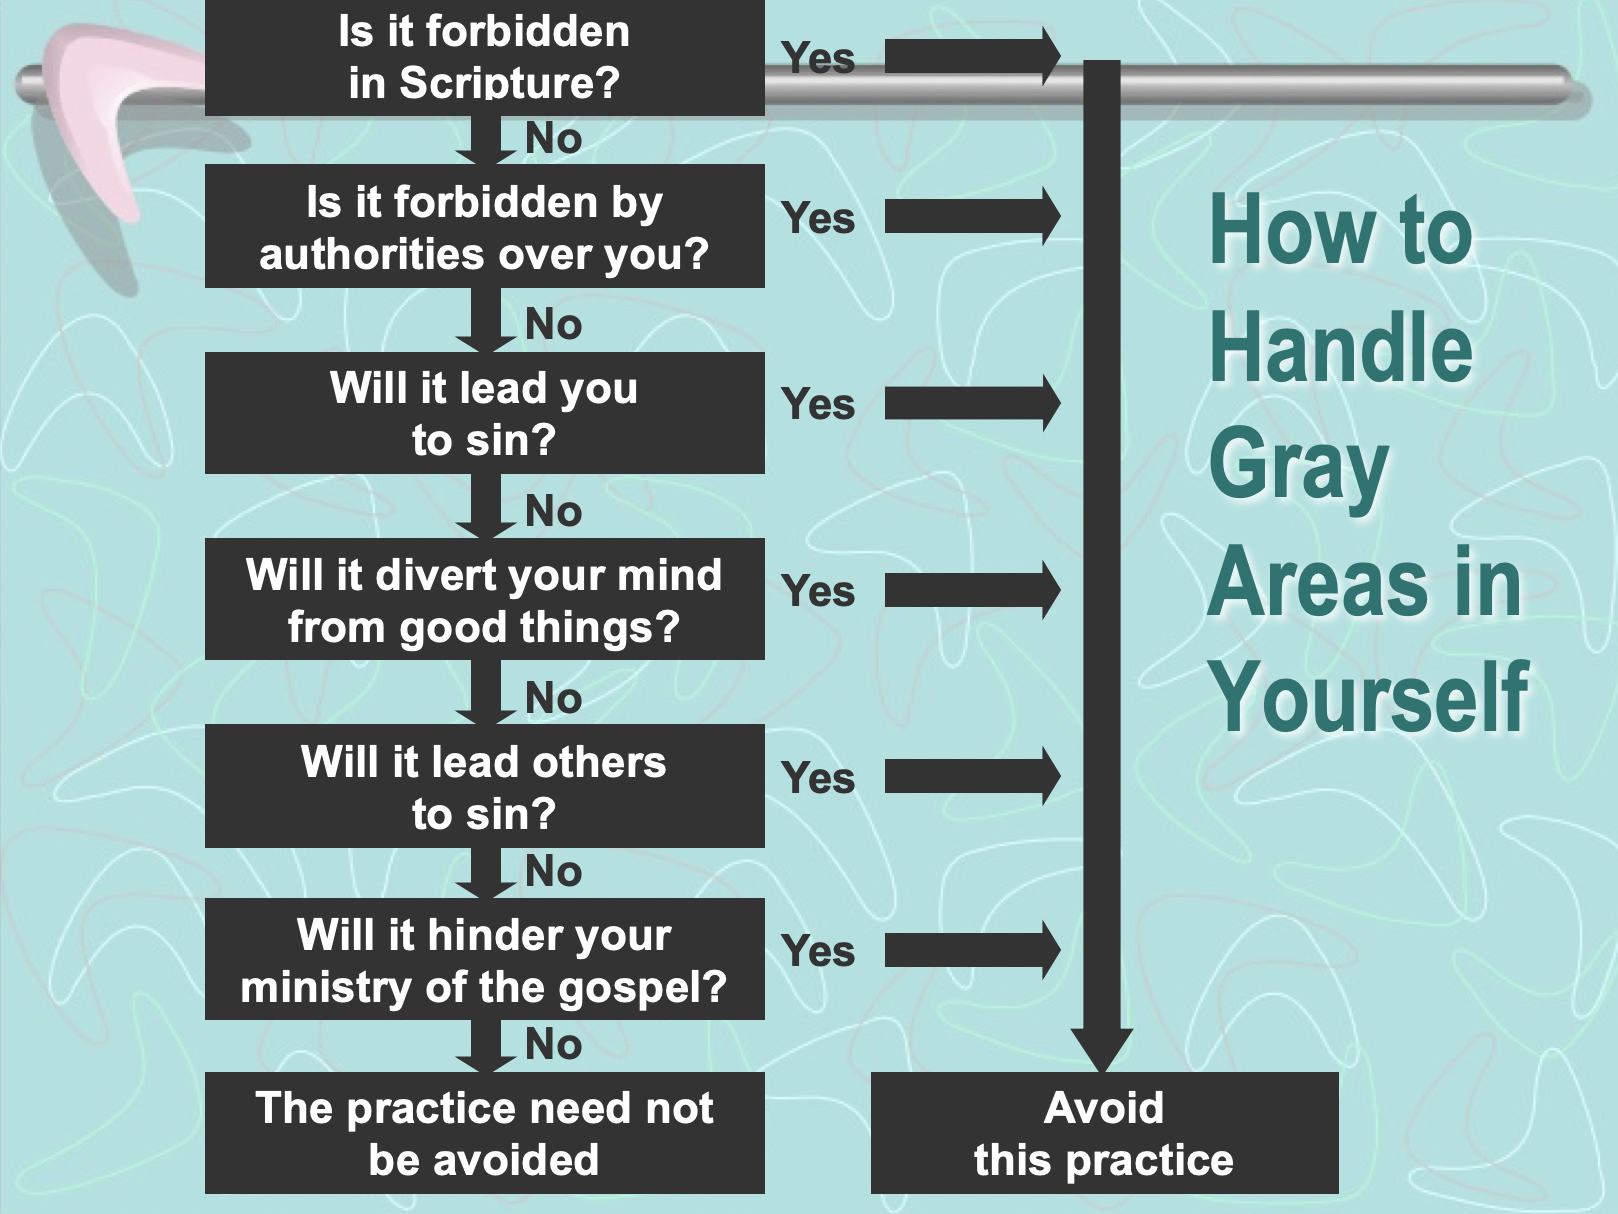 Is it forbidden
in Scripture?
Yes
No
Is it forbidden by
authorities over you?
Yes
No
Will it lead you
to sin?
Yes
No
Will it divert your mind
from good things?
Yes
No
Will it lead others
to sin?
Yes
No
Will it hinder your
ministry of the gospel?
Yes
No
The practice need not
be avoided
Avoid
this practice
How to
Handle
Gray
Areas in
Yourself